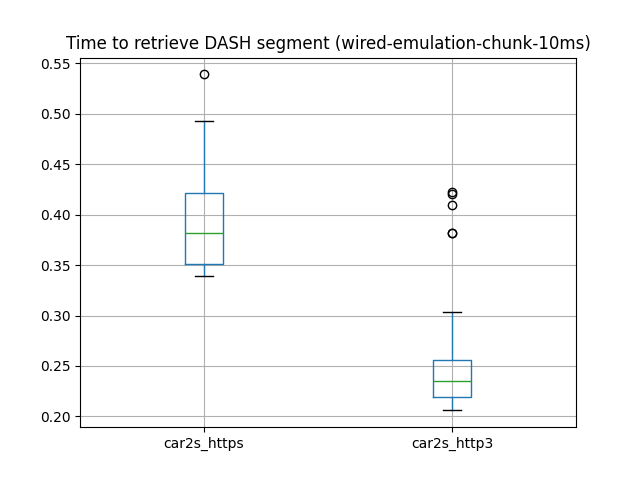 Time to retrieve DASH segment (wired-emulation-chunk-10ms)
0.55
0.50
0.45
0.40
0.35
0.30
0.25
0.20
car2s_https
car2s_http3